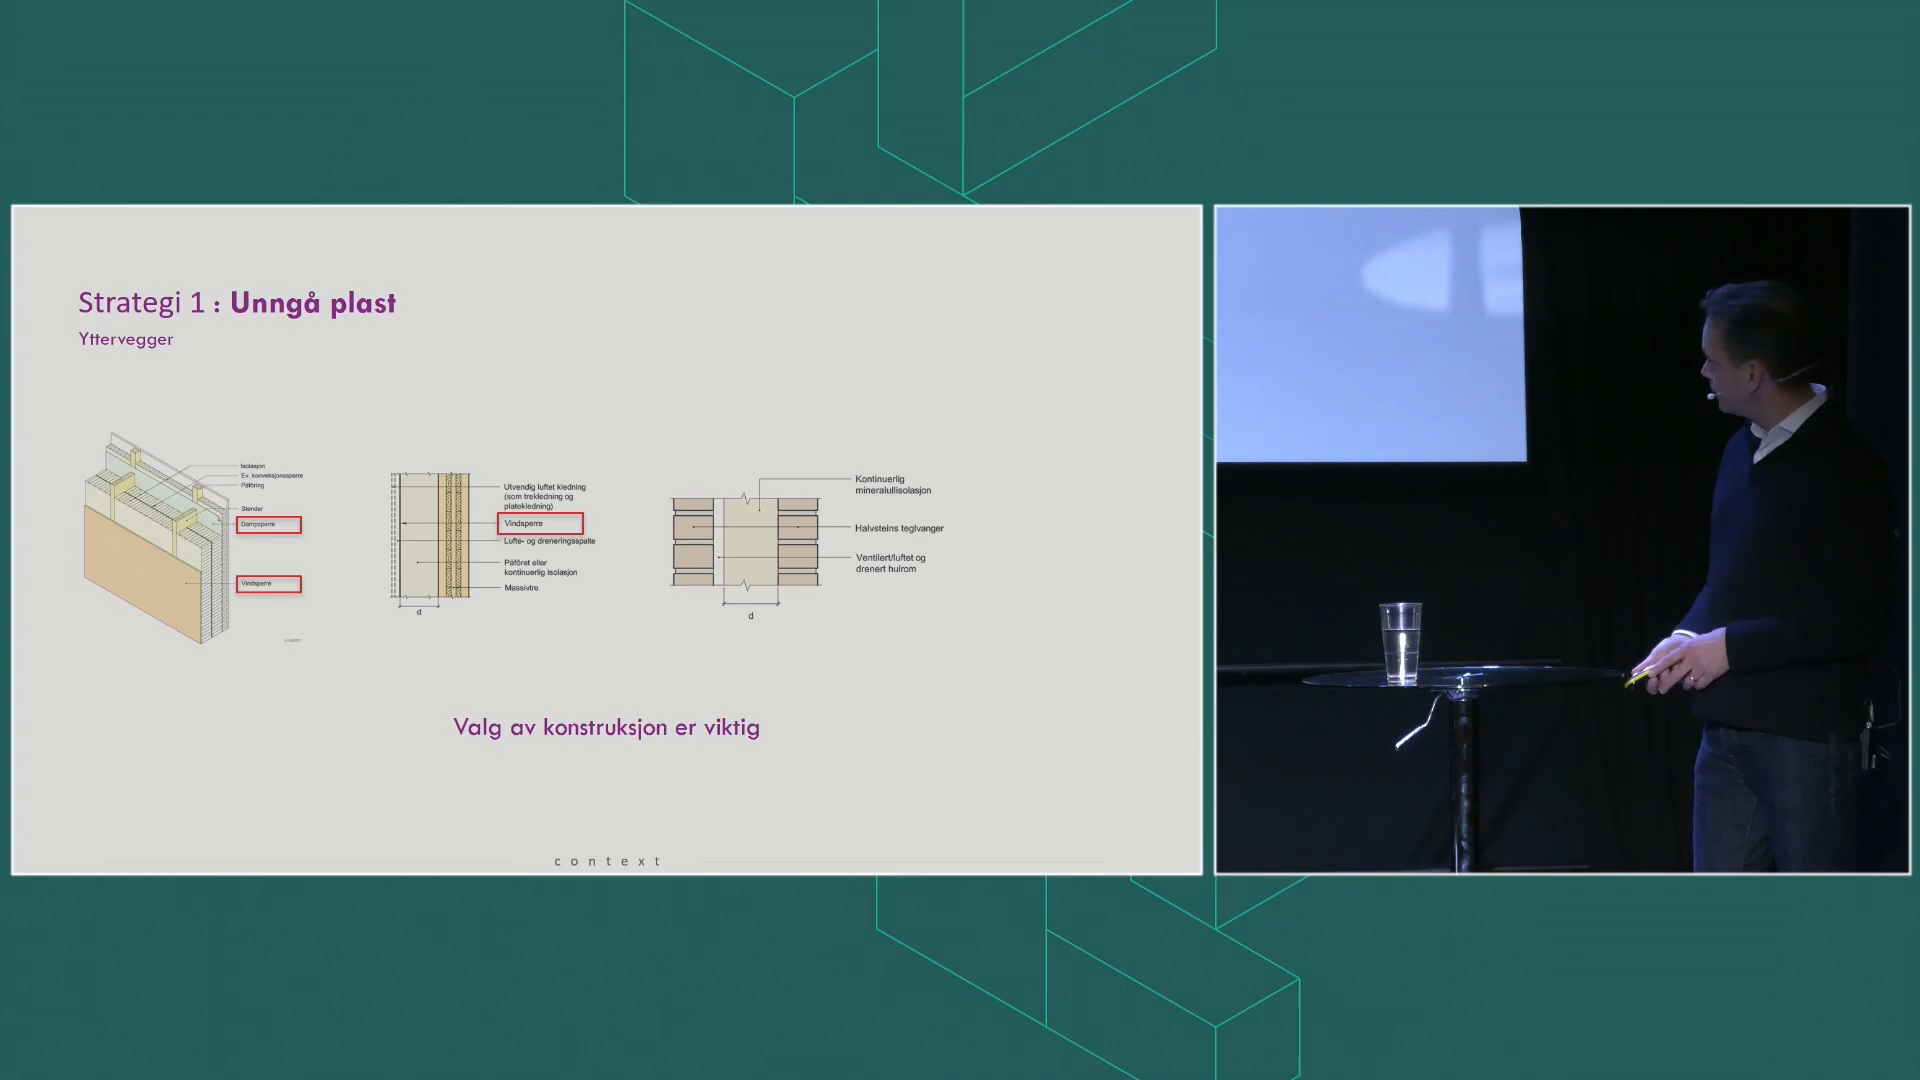 Strategi 1 : Unngå plast
Yttervegger
Isolasjon
Ev. konveksjonssperre
Påforing
Stender
Dampsperre
Vindsperre
Utvendig luftet kledning
(som trekledning og
platekledning)
Vindsperre
Lufte- og dreneringsspalte
Påforet eller
kontinuerlig isolasjon
Massivtre
d
Kontinuerlig
mineralullisolasjon
Halvsteins teglvanger
Ventilert/luftet og
drenert hulrom
d
Valg av konstruksjon er viktig
context